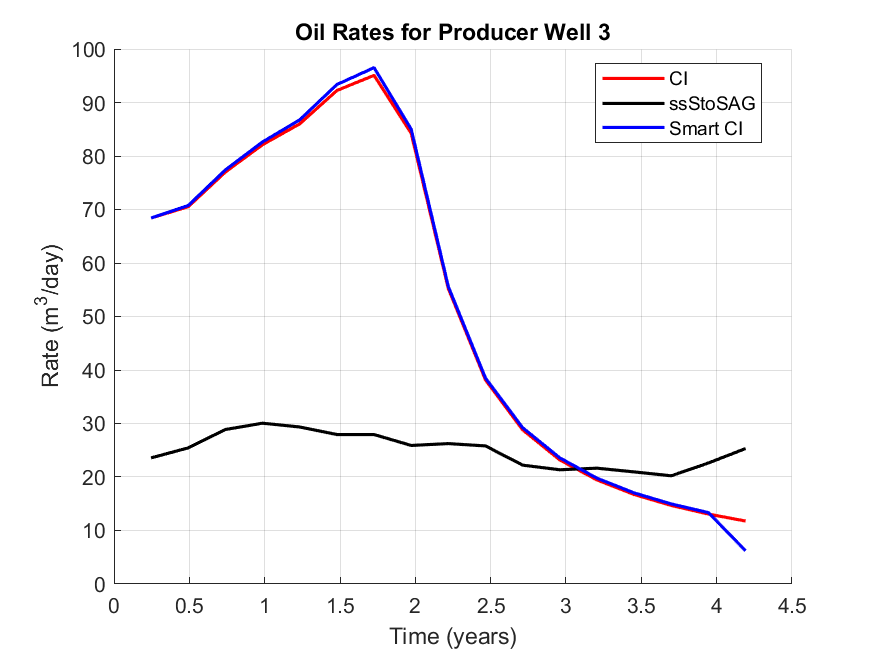 Oil Rates for Producer Well 3
100
90
80
70
60
50
40
30
20
10
0
Rate (m³/day)
CI
ssStoSAG
Smart CI
0 0.5 1 1.5 2 2.5 3 3.5 4 4.5
Time (years)